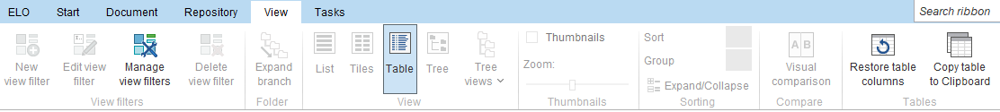 ELO Start Document Repository View Tasks Search ribbon
New view filter
Edit view filter
Manage view filters
Delete view filter
View filters
Expand branch
Folder
List
Tiles
Table
Tree
Tree views
View
Thumbnails
Zoom:
Thumbnails
Sort
Group
Expand/Collapse
Sorting
AB
Visual comparison
Compare
Restore table columns
Copy table to Clipboard
Tables